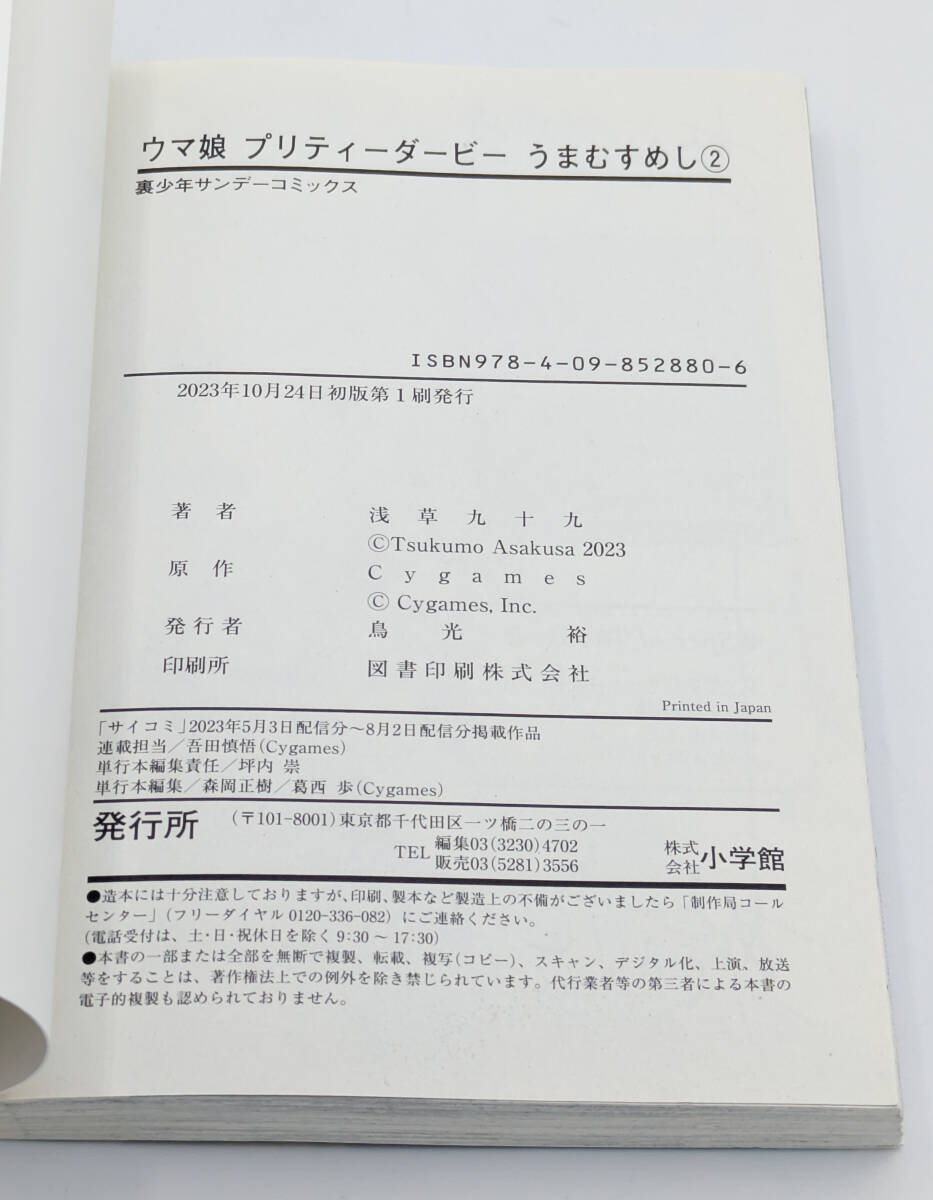 ウマ娘 プリティーダービー うまむすめし②
裏少年サンデーコミックス
ISBN978-4-09-852880-6
2023年10月24日初版第1刷発行
著者 浅草九十九
©Tsukumo Asakusa 2023
原作 Cygames
© Cygames, Inc.
発行者 鳥光 裕
印刷所 図書印刷株式会社
Printed in Japan
「サイコミ」2023年5月3日配信分〜8月2日配信分掲載作品
連載担当／吾田慎悟(Cygames)
単行本編集責任／坪内 崇
単行本編集／森岡正樹／葛西 歩(Cygames)
発行所 (〒101-8001)東京都千代田区一ツ橋二の三の一
TEL 編集03(3230)4702
販売03(5281)3556
株式会社 小学館
●造本には十分注意しておりますが、印刷、製本など製造上の不備がございましたら「制作局コール
センター」(フリーダイヤル0120-336-082)にご連絡ください。
(電話受付は、土・日・祝休日を除く9:30〜17:30)
●本書の一部または全部を無断で複製、転載、複写(コピー)、スキャン、デジタル化、上演、放送
等をすることは、著作権法上での例外を除き禁じられています。代行業者等の第三者による本書の
電子的複製も認められておりません。